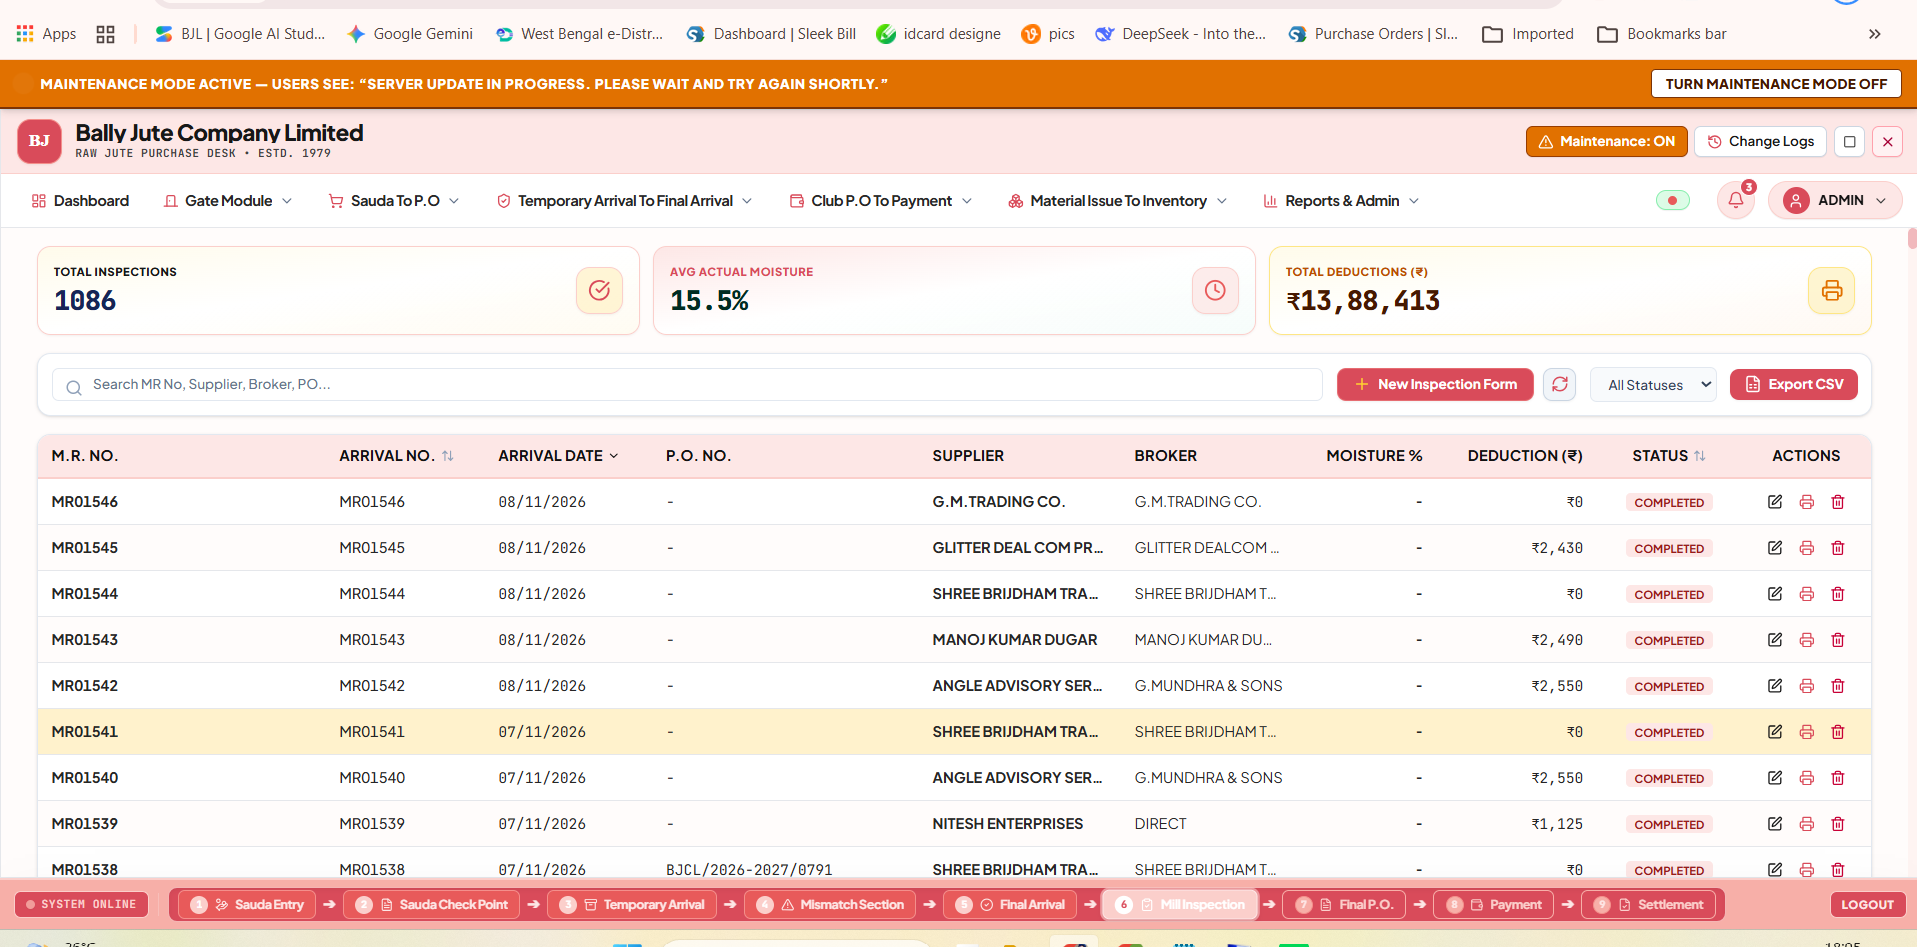 Apps
BJL | Google AI Stud...
Google Gemini
West Bengal e-Distr...
Dashboard | Sleek Bill
idcard designe
pics
DeepSeek - Into the...
Purchase Orders | Sl...
Imported
Bookmarks bar
MAINTENANCE MODE ACTIVE — USERS SEE: “SERVER UPDATE IN PROGRESS. PLEASE WAIT AND TRY AGAIN SHORTLY.”
TURN MAINTENANCE MODE OFF
BJ
Bally Jute Company Limited
RAW JUTE PURCHASE DESK • ESTD. 1979
Maintenance: ON
Change Logs
Dashboard
Gate Module
Sauda To P.O
Temporary Arrival To Final Arrival
Club P.O To Payment
Material Issue To Inventory
Reports & Admin
3
ADMIN
TOTAL INSPECTIONS
1086
AVG ACTUAL MOISTURE
15.5%
TOTAL DEDUCTIONS (₹)
₹13,88,413
Search MR No, Supplier, Broker, PO...
New Inspection Form
All Statuses
Export CSV
M.R. NO. ARRIVAL NO. ARRIVAL DATE P.O. NO. SUPPLIER BROKER MOISTURE % DEDUCTION (₹) STATUS ACTIONS
MR01546 MR01546 08/11/2026 - G.M.TRADING CO. G.M.TRADING CO. - ₹0 COMPLETED
MR01545 MR01545 08/11/2026 - GLITTER DEAL COM PR... GLITTER DEALCOM ... - ₹2,430 COMPLETED
MR01544 MR01544 08/11/2026 - SHREE BRIJDHAM TRA... SHREE BRIJDHAM T... - ₹0 COMPLETED
MR01543 MR01543 08/11/2026 - MANOJ KUMAR DUGAR MANOJ KUMAR DU... - ₹2,490 COMPLETED
MR01542 MR01542 08/11/2026 - ANGLE ADVISORY SER... G.MUNDHRA & SONS - ₹2,550 COMPLETED
MR01541 MR01541 07/11/2026 - SHREE BRIJDHAM TRA... SHREE BRIJDHAM T... - ₹0 COMPLETED
MR01540 MR01540 07/11/2026 - ANGLE ADVISORY SER... G.MUNDHRA & SONS - ₹2,550 COMPLETED
MR01539 MR01539 07/11/2026 - NITESH ENTERPRISES DIRECT - ₹1,125 COMPLETED
MR01538 MR01538 07/11/2026 BJCL/2026-2027/0791 SHREE BRIJDHAM TRA... SHREE BRIJDHAM T... - ₹0 COMPLETED
SYSTEM ONLINE
1 Sauda Entry
2 Sauda Check Point
3 Temporary Arrival
4 Mismatch Section
5 Final Arrival
6 Mill Inspection
7 Final P.O.
8 Payment
9 Settlement
LOGOUT